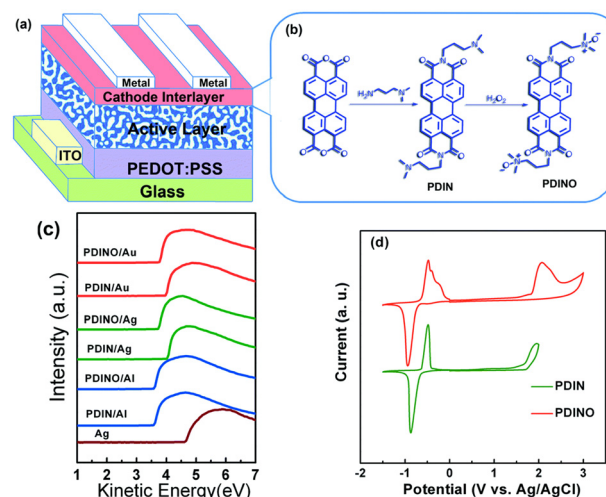 (a)
Metal
Metal
Cathode Interlayer
Active Layer
ITO
PEDOT:PSS
Glass
(b)
O O O
O O O
H₂N N
H₂O₂
N
O N O
O N O
N
PDIN
N O⁻
O N O
O N O
N⁺ O⁻
PDINO
(c)
Intensity (a.u.)
PDINO/Au
PDIN/Au
PDINO/Ag
PDIN/Ag
PDINO/Al
PDIN/Al
Ag
1 2 3 4 5 6 7
Kinetic Energy(eV)
(d)
Current (a. u.)
PDIN
PDINO
-2 -1 0 1 2 3
Potential (V vs. Ag/AgCl)